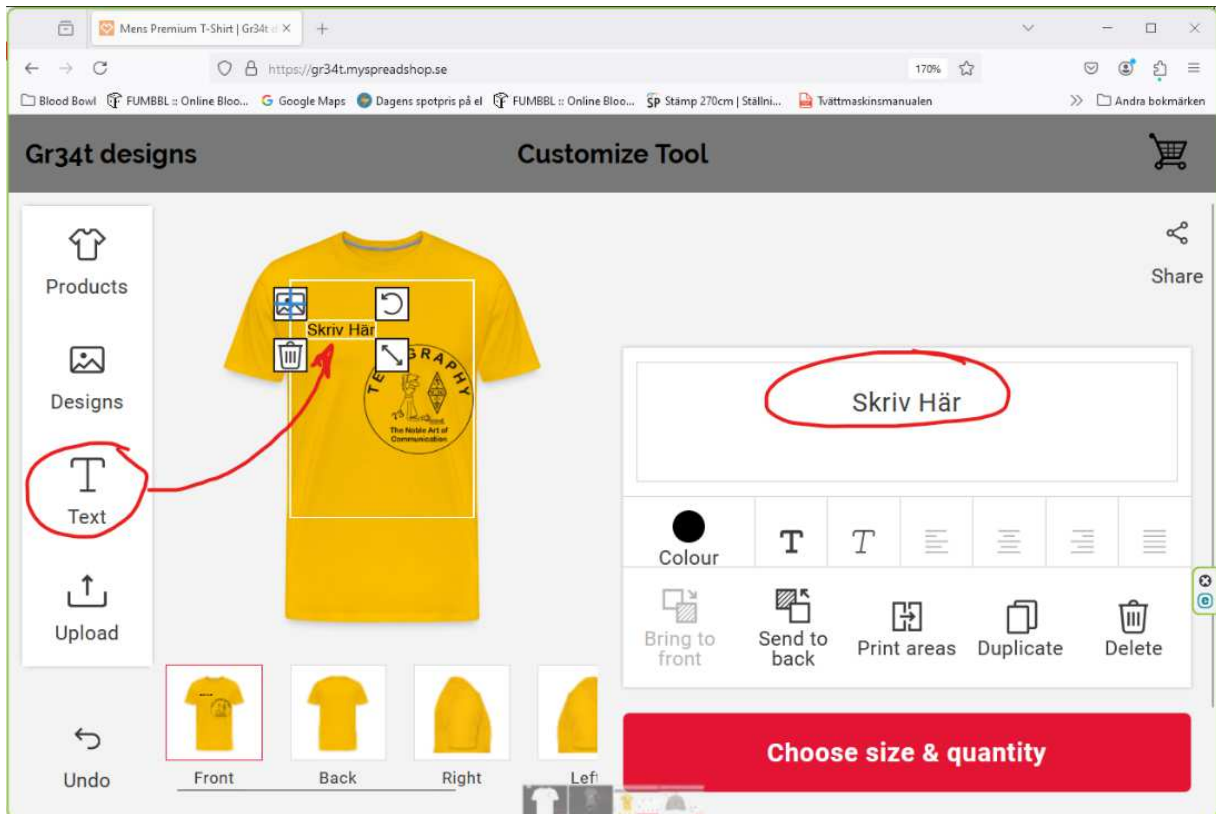 Mens Premium T-Shirt | Gr34t d
https://gr34t.myspreadshop.se
170%
Blood Bowl
FUMBBL :: Online Bloo...
Google Maps
Dagens spotpris på el
FUMBBL :: Online Bloo...
SP Stämp 270cm | Ställni...
Tvättmaskinsmanualen
Andra bokmärken
Gr34t designs
Customize Tool
Products
Designs
Text
Upload
Undo
Skriv Här
TELEGRAPHY
73
The Noble Art of
Communication
Front
Back
Right
Left
Share
Skriv Här
Colour
T
T
Bring to
front
Send to
back
Print areas
Duplicate
Delete
Choose size & quantity